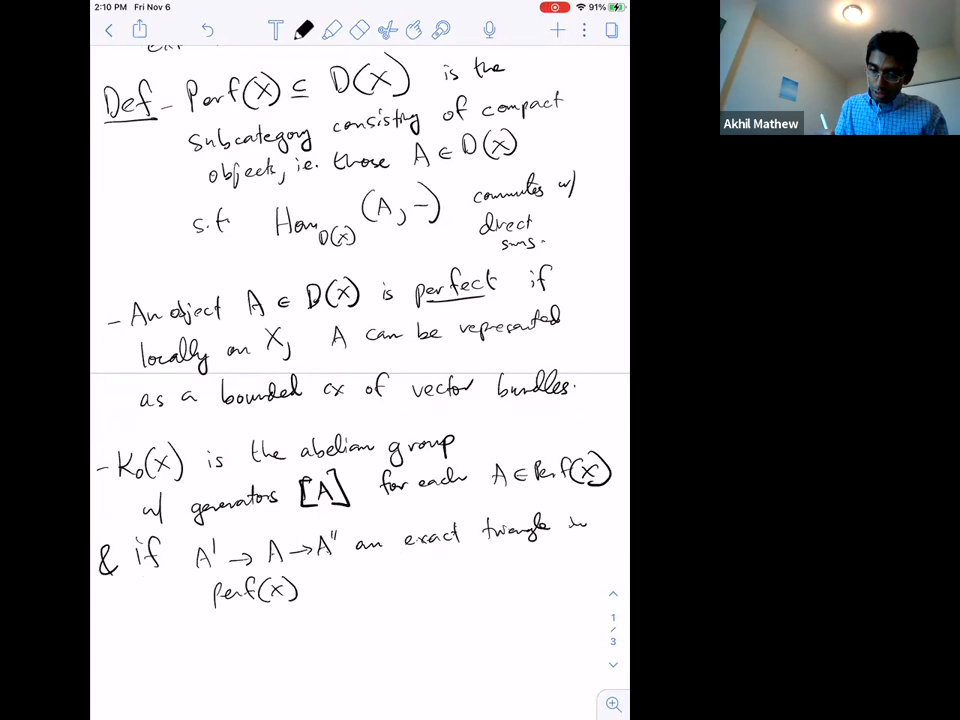 2:10 PM Fri Nov 6
91%
Def - Perf(X) ⊆ D(X) is the
subcategory consisting of compact
objects, i.e. those A ∈ D(X)
s.t. Hom_{D(X)} (A, -) commutes w/
direct
sums.
- An object A ∈ D(X) is perfect if
locally on X, A can be represented
as a bounded cx of vector bundles.
- K₀(X) is the abelian group
w/ generators [A] for each A ∈ Perf(X)
& if A' → A → A'' an exact triangle in
Perf(X)
1
/
3
Akhil Mathew